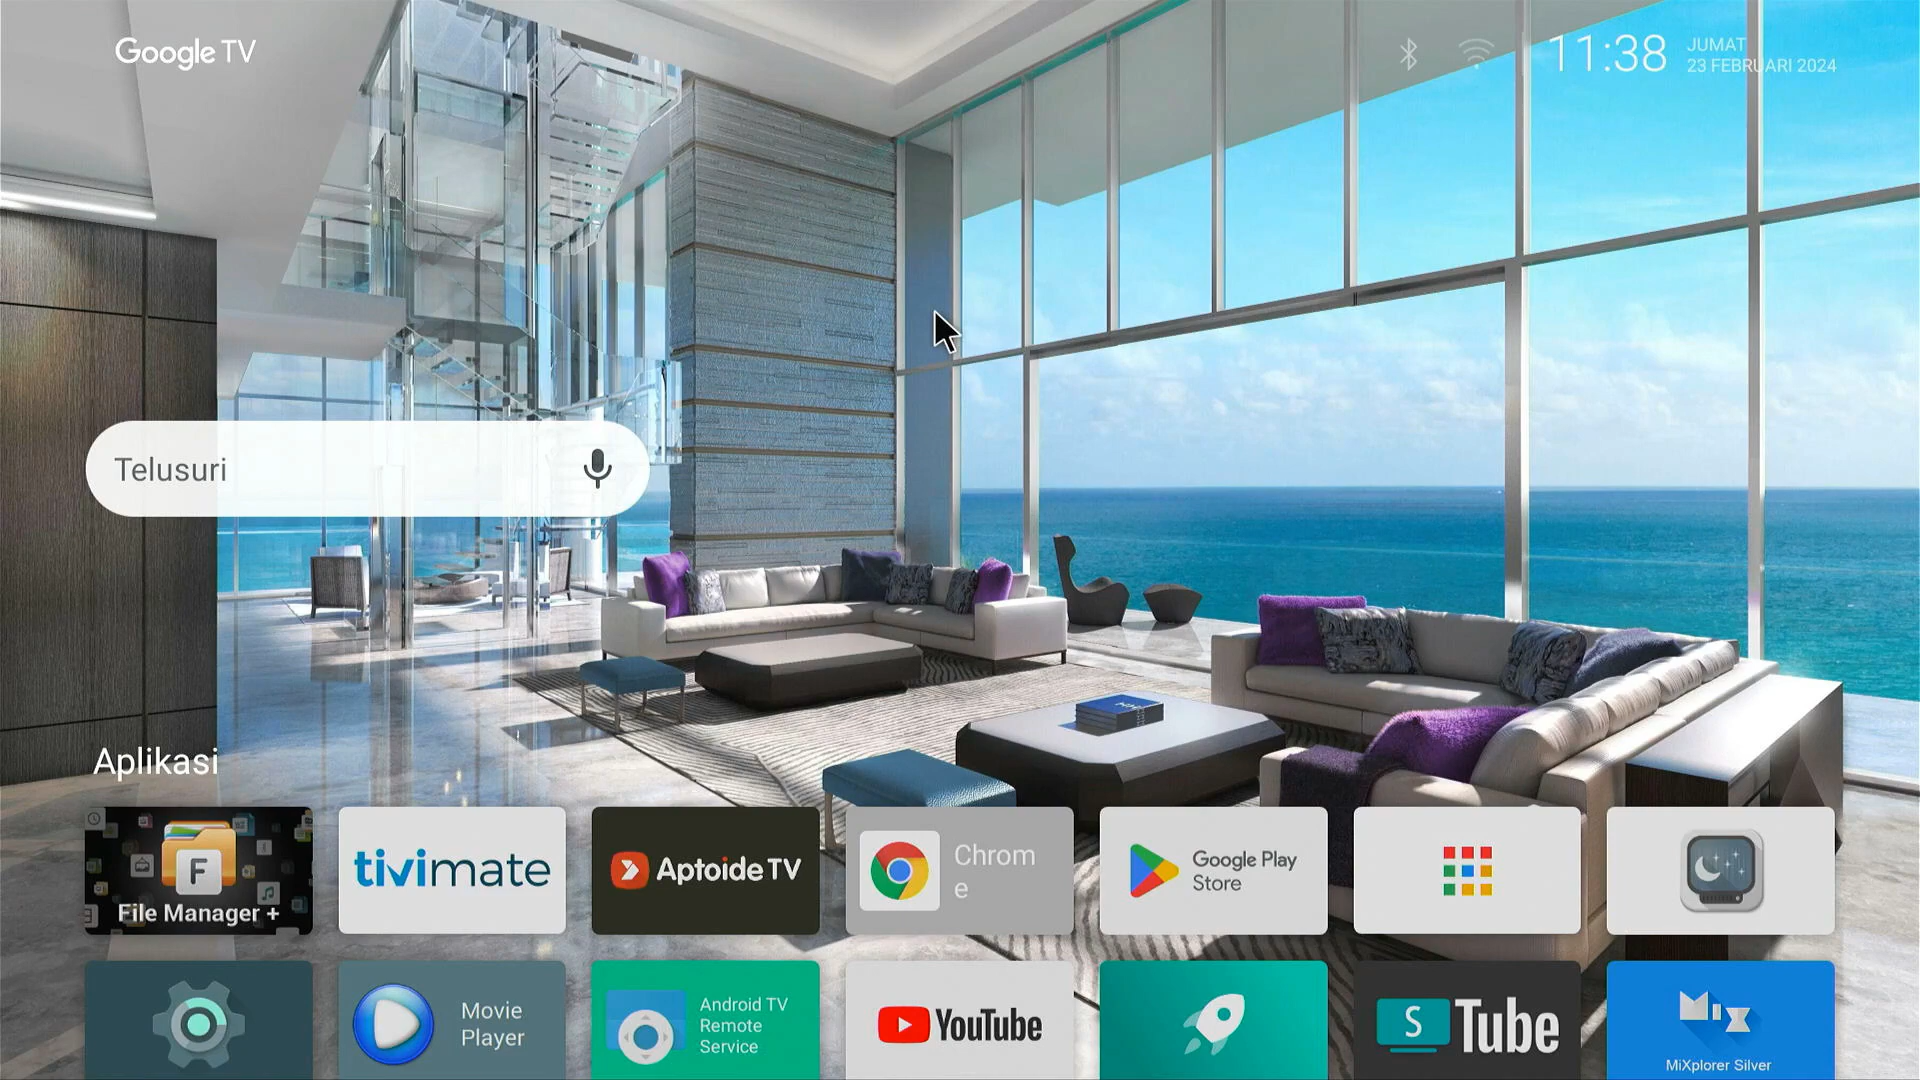 Google TV
11:38
JUMAT
23 FEBRUARI 2024
Telusuri
Aplikasi
F
File Manager +
tivimate
Aptoide TV
Chrom
e
Google Play
Store
Movie
Player
Android TV
Remote
Service
YouTube
S Tube
MiX
MiXplorer Silver